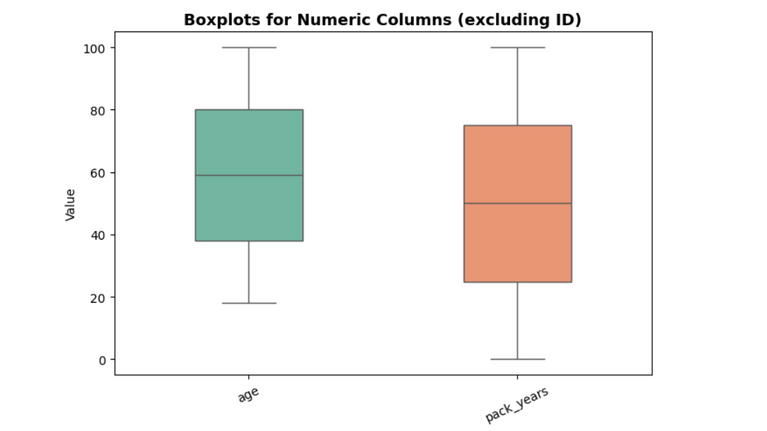 Boxplots for Numeric Columns (excluding ID)
Value
100
80
60
40
20
0
age
pack_years